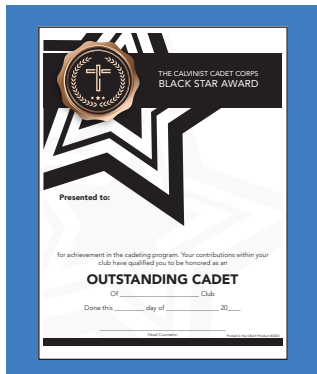 THE CALVINIST CADET CORPS
BLACK STAR AWARD
Presented to:
for achievement in the cadeting program. Your contributions within your
club have qualified you to be honored as an
OUTSTANDING CADET
Of Club
Done this day of 20
Head Counselor